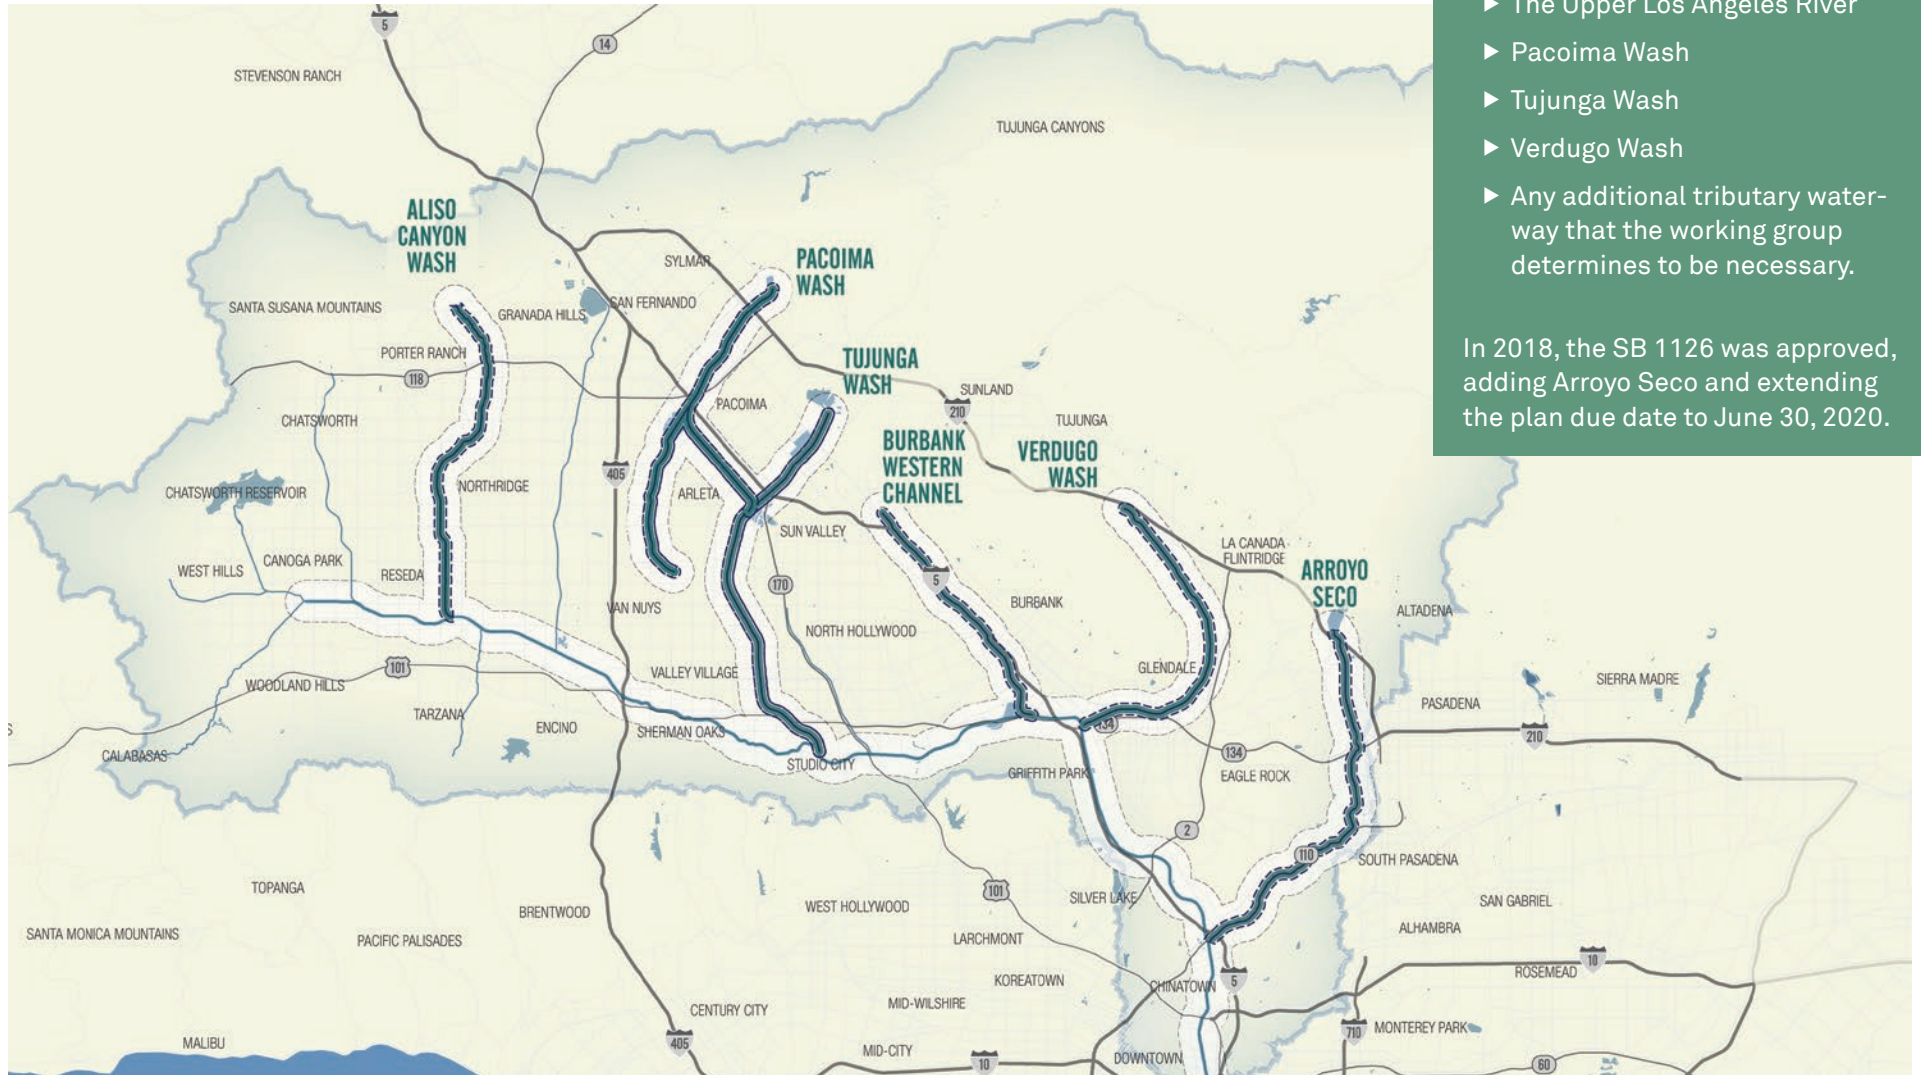 ▶ The Upper Los Angeles River
▶ Pacoima Wash
▶ Tujunga Wash
▶ Verdugo Wash
▶ Any additional tributary water-
way that the working group
determines to be necessary.
In 2018, the SB 1126 was approved,
adding Arroyo Seco and extending
the plan due date to June 30, 2020.
5
14
STEVENSON RANCH
TUJUNGA CANYONS
ALISO
CANYON
WASH
PACOIMA
WASH
SYLMAR
SANTA SUSANA MOUNTAINS
GRANADA HILLS
SAN FERNANDO
PORTER RANCH
118
TUJUNGA
WASH
SUNLAND
210
PACOIMA
CHATSWORTH
TUJUNGA
BURBANK
WESTERN
CHANNEL
VERDUGO
WASH
405
CHATSWORTH RESERVOIR
NORTHRIDGE
ARLETA
SUN VALLEY
LA CANADA
FLINTRIDGE
WEST HILLS
CANOGA PARK
RESEDA
170
5
ARROYO
SECO
VAN NUYS
BURBANK
ALTADENA
NORTH HOLLYWOOD
101
VALLEY VILLAGE
GLENDALE
WOODLAND HILLS
SIERRA MADRE
TARZANA
ENCINO
SHERMAN OAKS
134
PASADENA
S
210
CALABASAS
STUDIO CITY
134
GRIFFITH PARK
EAGLE ROCK
2
110
SOUTH PASADENA
TOPANGA
101
BRENTWOOD
WEST HOLLYWOOD
SILVER LAKE
SAN GABRIEL
SANTA MONICA MOUNTAINS
PACIFIC PALISADES
LARCHMONT
ALHAMBRA
10
KOREATOWN
5
ROSEMEAD
CHINATOWN
CENTURY CITY
MID-WILSHIRE
710
MONTEREY PARK
MALIBU
405
MID-CITY
10
DOWNTOWN
60